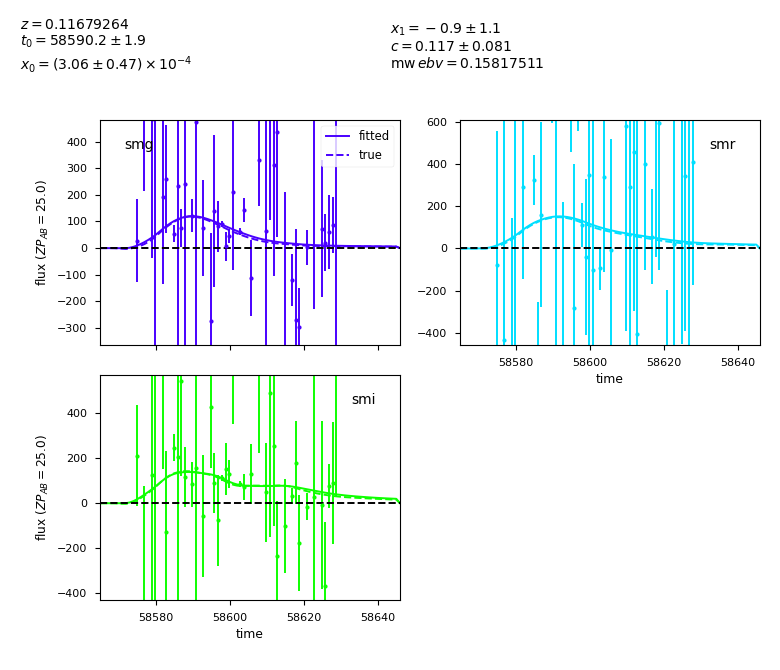 z = 0.11679264
t₀ = 58590.2 ± 1.9
x₀ = (3.06 ± 0.47) × 10⁻⁴
x₁ = −0.9 ± 1.1
c = 0.117 ± 0.081
mw ebv = 0.15817511
smg
fitted
true
400
300
200
100
0
−100
−200
−300
flux (ZP_AB = 25.0)
smr
600
400
200
0
−200
−400
58580
58600
58620
58640
time
smi
400
200
0
−200
−400
flux (ZP_AB = 25.0)
58580
58600
58620
58640
time